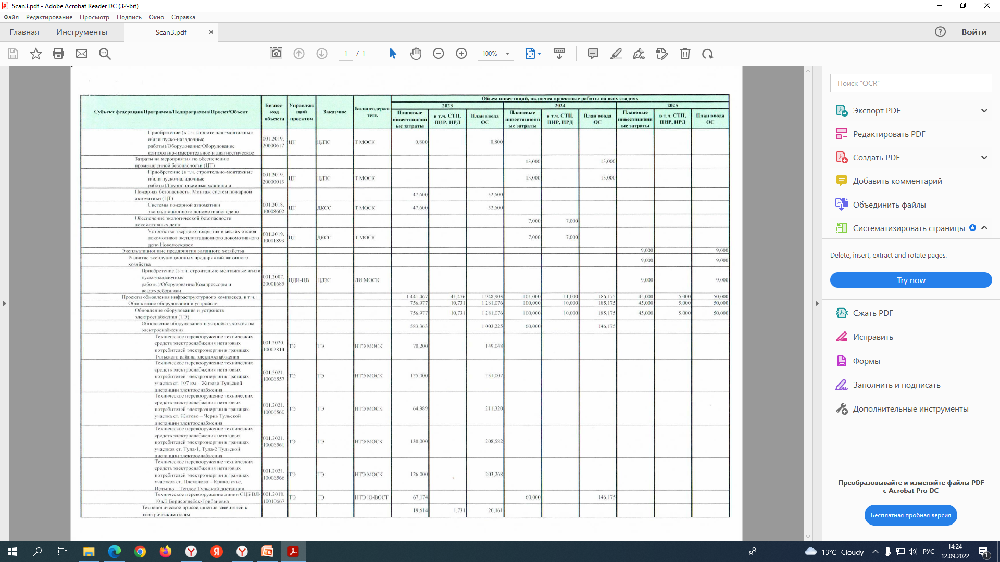 Scan3.pdf - Adobe Acrobat Reader DC (32-bit)
Файл Редактирование Просмотр Подпись Окно Справка
Главная Инструменты Scan3.pdf × ? Войти
1 / 1 100%
Субъект федерации/Программа/Подпрограмма/Проект/Объект
Бизнес-
код
объекта
Управляю
щий
проектом
Заказчик
Балансодержа
тель
Объем инвестиций, включая проектные работы на всех стадиях
2023 2024 2025
Плановые
инвестиционн
ые затраты
в т.ч. СТП,
ПИР, ИРД
План ввода
ОС
Плановые
инвестиционн
ые затраты
в т.ч. СТП,
ПИР, ИРД
План ввода
ОС
Плановые
инвестиционн
ые затраты
в т.ч. СТП,
ПИР, ИРД
План ввода
ОС
Приобретение (в т.ч. строительно-монтажные
и/или пуско-наладочные
работы)/Оборудование/Оборудование
контрольно-измерительное и диагностическое
001.2019.
20000617
ЦТ ЦДЗС Т МОСК 0,800 0,800
Затраты на мероприятия по обеспечению
промышленной безопасности (ЦТ)
13,000 13,000
Приобретение (в т.ч. строительно-монтажные
и/или пуско-наладочные
работы)/Грузоподъемные машины и
001.2019.
20000013
ЦТ ЦДЗС Т МОСК 13,000 13,000
Пожарная безопасность. Монтаж систем пожарной
автоматики (ЦТ)
47,600 52,600
Системы пожарной автоматики
эксплуатационного локомотивногодепо
001.2018.
10008602
ЦТ ДКСС Т МОСК 47,600 52,600
Обеспечение экологической безопасности
локомотивных депо
7,000 7,000
Устройство твердого покрытия в местах отстоя
локомотивов эксплуатационного локомотивного
депо Новомосковск
001.2019.
10011893
ЦТ ДКСС Т МОСК 7,000 7,000
Эксплуатационные предприятия вагонного хозяйства 9,000 9,000
Развитие эксплуатационных предприятий вагонного
хозяйства
9,000 9,000
Приобретение (в т.ч. строительно-монтажные и/или
пуско-наладочные
работы)/Оборудование/Компрессоры и
воздухосборники
001.2007.
20001685
ЦДИ-ЦВ ЦДЗС ДИ МОСК 9,000 9,000
Проекты обновления инфраструктурного комплекса, в т.ч.: 1 441,467 41,476 1 948,903 101,000 11,000 186,175 45,000 5,000 50,000
Обновление оборудования и устройств 756,977 10,731 1 281,076 100,000 10,000 185,175 45,000 5,000 50,000
Обновление оборудования и устройств
электроснабжения (ТЭ)
756,977 10,731 1 281,076 100,000 10,000 185,175 45,000 5,000 50,000
Обновление оборудования и устройств хозяйства
электроснабжения
583,363 1 003,225 60,000 146,175
Техническое перевооружение технических
средств электроснабжения нетяговых
потребителей электроэнергии в границах
Тульского района электроснабжения
001.2020.
10002814
ТЭ ТЭ НТЭ МОСК 70,200 149,048
Техническое перевооружение технических
средств электроснабжения нетяговых
потребителей электроэнергии в границах
участка ст. 107 км – Житово Тульской
дистанции электроснабжения
001.2021.
10006557
ТЭ ТЭ НТЭ МОСК 125,000 231,007
Техническое перевооружение технических
средств электроснабжения нетяговых
потребителей электроэнергии в границах
участка ст. Житово – Чернь Тульской
дистанции электроснабжения
001.2021.
10006560
ТЭ ТЭ НТЭ МОСК 64,989 211,320
Техническое перевооружение технических
средств электроснабжения нетяговых
потребителей электроэнергии в границах
участков ст. Тула-1, Тула-2 Тульской
дистанции электроснабжения
001.2021.
10006561
ТЭ ТЭ НТЭ МОСК 130,000 208,582
Техническое перевооружение технических
средств электроснабжения нетяговых
потребителей электроэнергии в границах
участков ст. Плеханово – Криволучье,
Истьино – Теплое Тульской дистанции
001.2021.
10006566
ТЭ ТЭ НТЭ МОСК 126,000 203,268
Техническое перевооружение линии СЦБ ВЛ-
10 кВ Борисоглебск-Грибановка
001.2018.
10010667
ТЭ ТЭ НТЭ Ю-ВОСТ 67,174 60,000 146,175
Технологическое присоединение заявителей к
электрическим сетям
19,614 1,731 20,161
Поиск "OCR"
Экспорт PDF
Редактировать PDF
Создать PDF
Добавить комментарий
Объединить файлы
Систематизировать страницы
Delete, insert, extract and rotate pages.
Try now
Сжать PDF
Исправить
Формы
Заполнить и подписать
Дополнительные инструменты
Преобразовывайте и изменяйте файлы PDF
с Acrobat Pro DC
Бесплатная пробная версия
13°C Cloudy РУС 14:24
12.09.2022
1